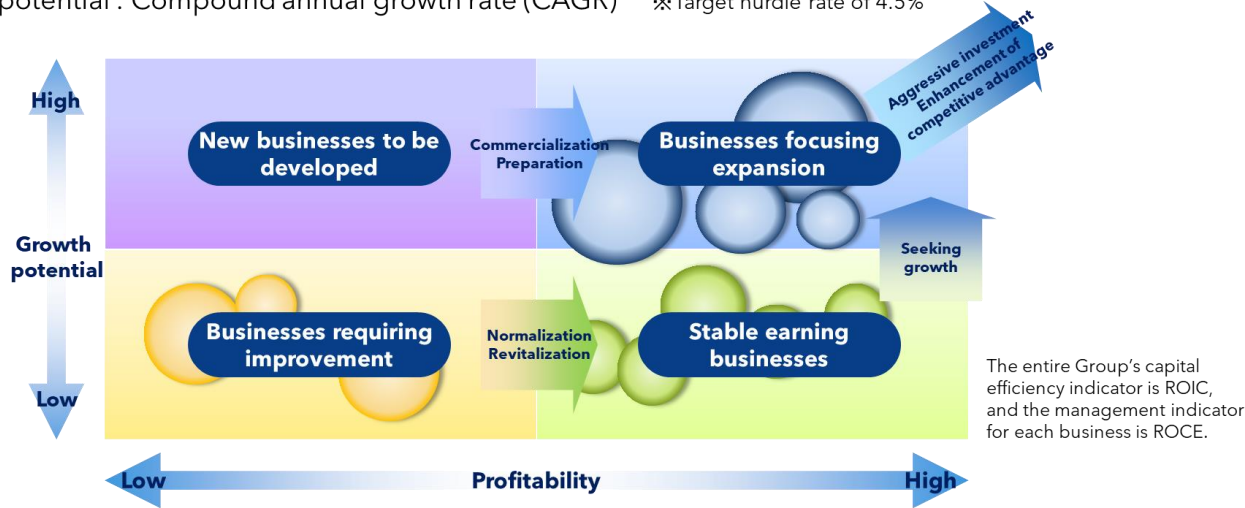 potential : Compound annual growth rate (CAGR) ※Target hurdle rate of 4.5%
High
Growth
potential
Low
New businesses to be
developed
Commercialization
Preparation
Businesses focusing
expansion
Aggressive investment
Enhancement of
competitive advantage
Seeking
growth
Businesses requiring
improvement
Normalization
Revitalization
Stable earning
businesses
The entire Group's capital
efficiency indicator is ROIC,
and the management indicator
for each business is ROCE.
Low
Profitability
High